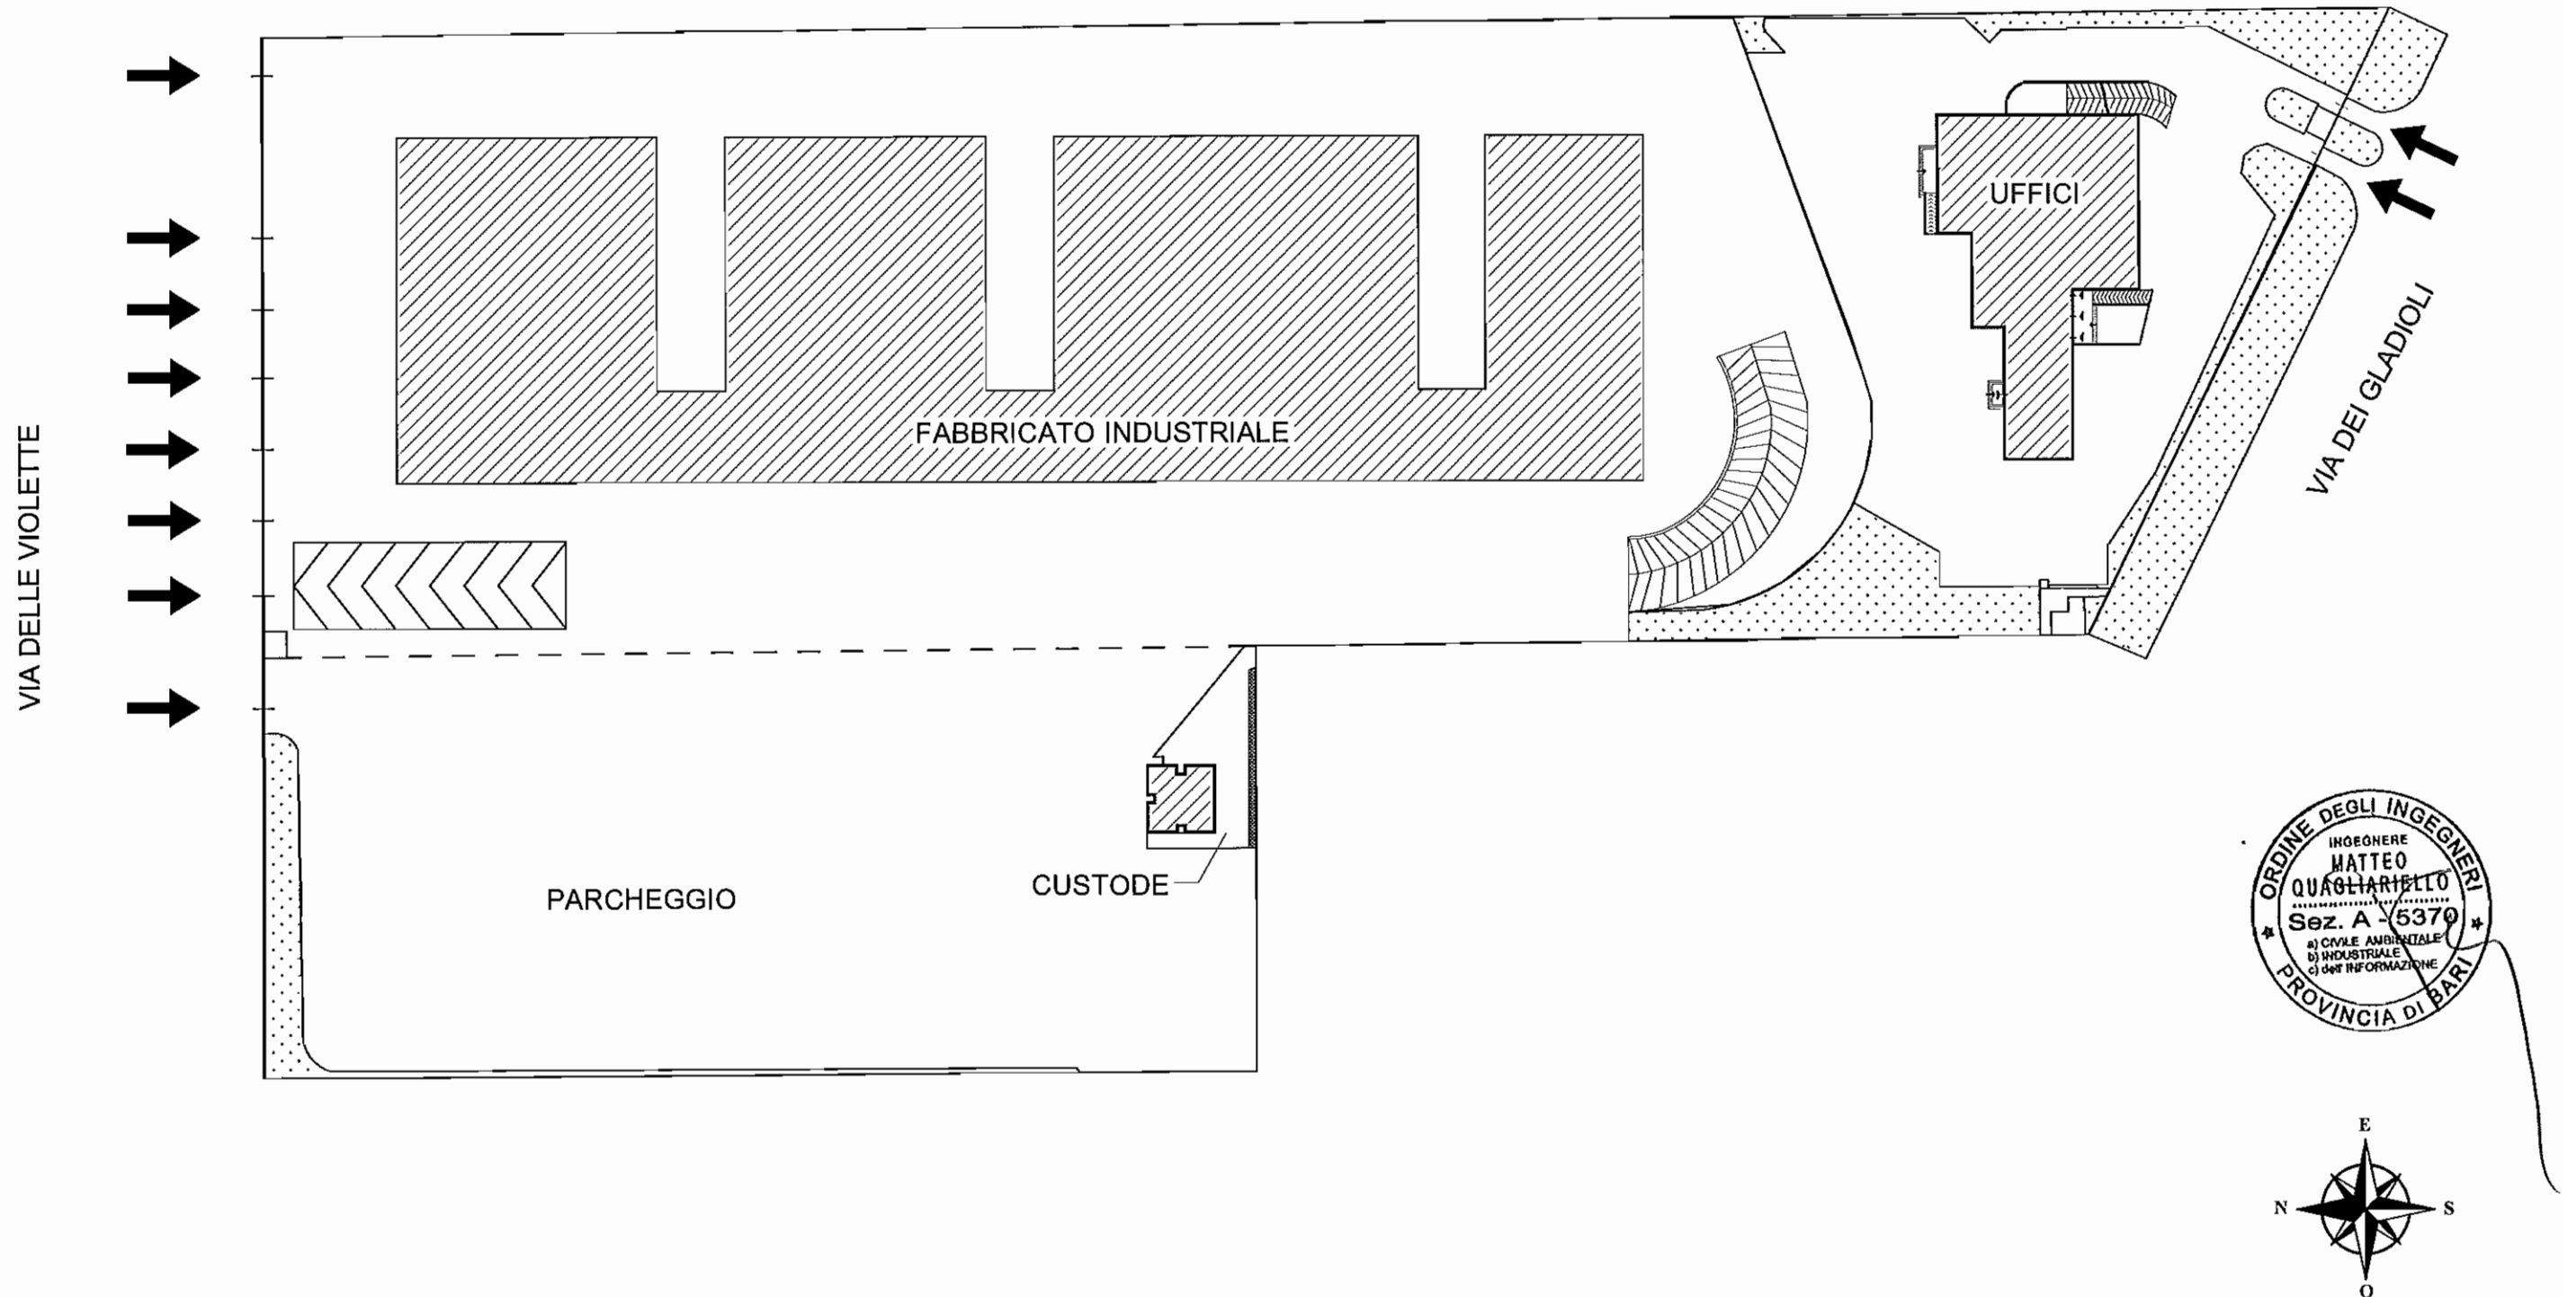 UFFICI
VIA DEI GLADIOLI
FABBRICATO INDUSTRIALE
VIA DELLE VIOLETTE
CUSTODE
PARCHEGGIO
ORDINE DEGLI INGEGNERI
INGEGNERE
MATTEO
QUAGLIARIELLO
Sez. A - 5370
a) CIVILE AMBIENTALE
b) INDUSTRIALE
c) dell' INFORMAZIONE
PROVINCIA DI BARI
E
N
S
O